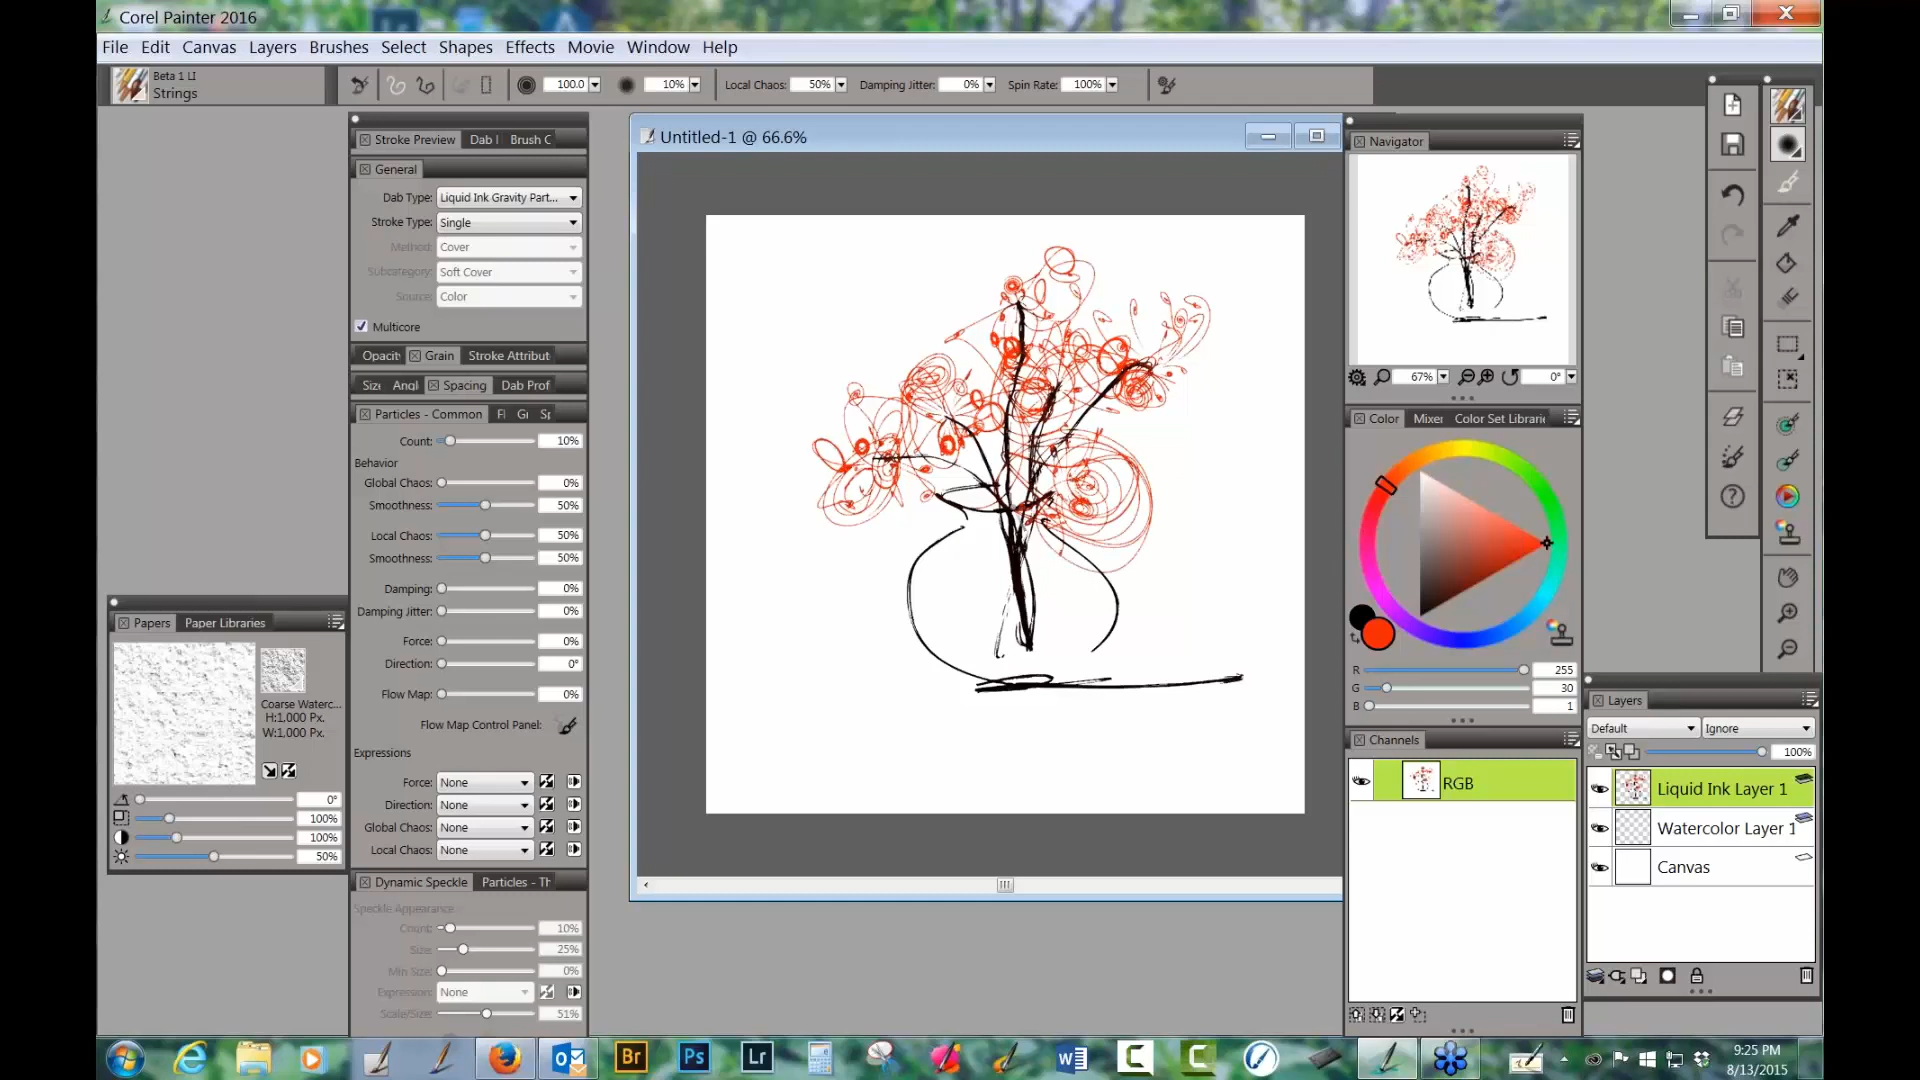 Corel Painter 2016
File Edit Canvas Layers Brushes Select Shapes Effects Movie Window Help
Beta 1 LI
Strings
100.0
10%
Local Chaos: 50%
Damping Jitter: 0%
Spin Rate: 100%
Stroke Preview Dab Brush C
General
Dab Type: Liquid Ink Gravity Part...
Stroke Type: Single
Method: Cover
Subcategory: Soft Cover
Source: Color
Multicore
Opacit Grain Stroke Attribut
Siz Angl Spacing Dab Prof
Particles - Common Fl Gr Sp
Count: 10%
Behavior
Global Chaos: 0%
Smoothness: 50%
Local Chaos: 50%
Smoothness: 50%
Damping: 0%
Damping Jitter: 0%
Force: 0%
Direction: 0°
Flow Map: 0%
Flow Map Control Panel:
Expressions
Force: None
Direction: None
Global Chaos: None
Local Chaos: None
Dynamic Speckle Particles - Th
Speckle Appearance
Count: 10%
Size: 25%
Min Size: 0%
Expression: None
Scale/Size: 51%
Papers Paper Libraries
Coarse Waterc...
H:1,000 Px.
W:1,000 Px.
0°
100%
100%
50%
Untitled-1 @ 66.6%
Navigator
67% 0°
Color Mixer Color Set Librari
R 255
G 30
B 1
Channels
RGB
Layers
Default Ignore
100%
Liquid Ink Layer 1
Watercolor Layer 1
Canvas
Br Ps Lr
9:25 PM
8/13/2015